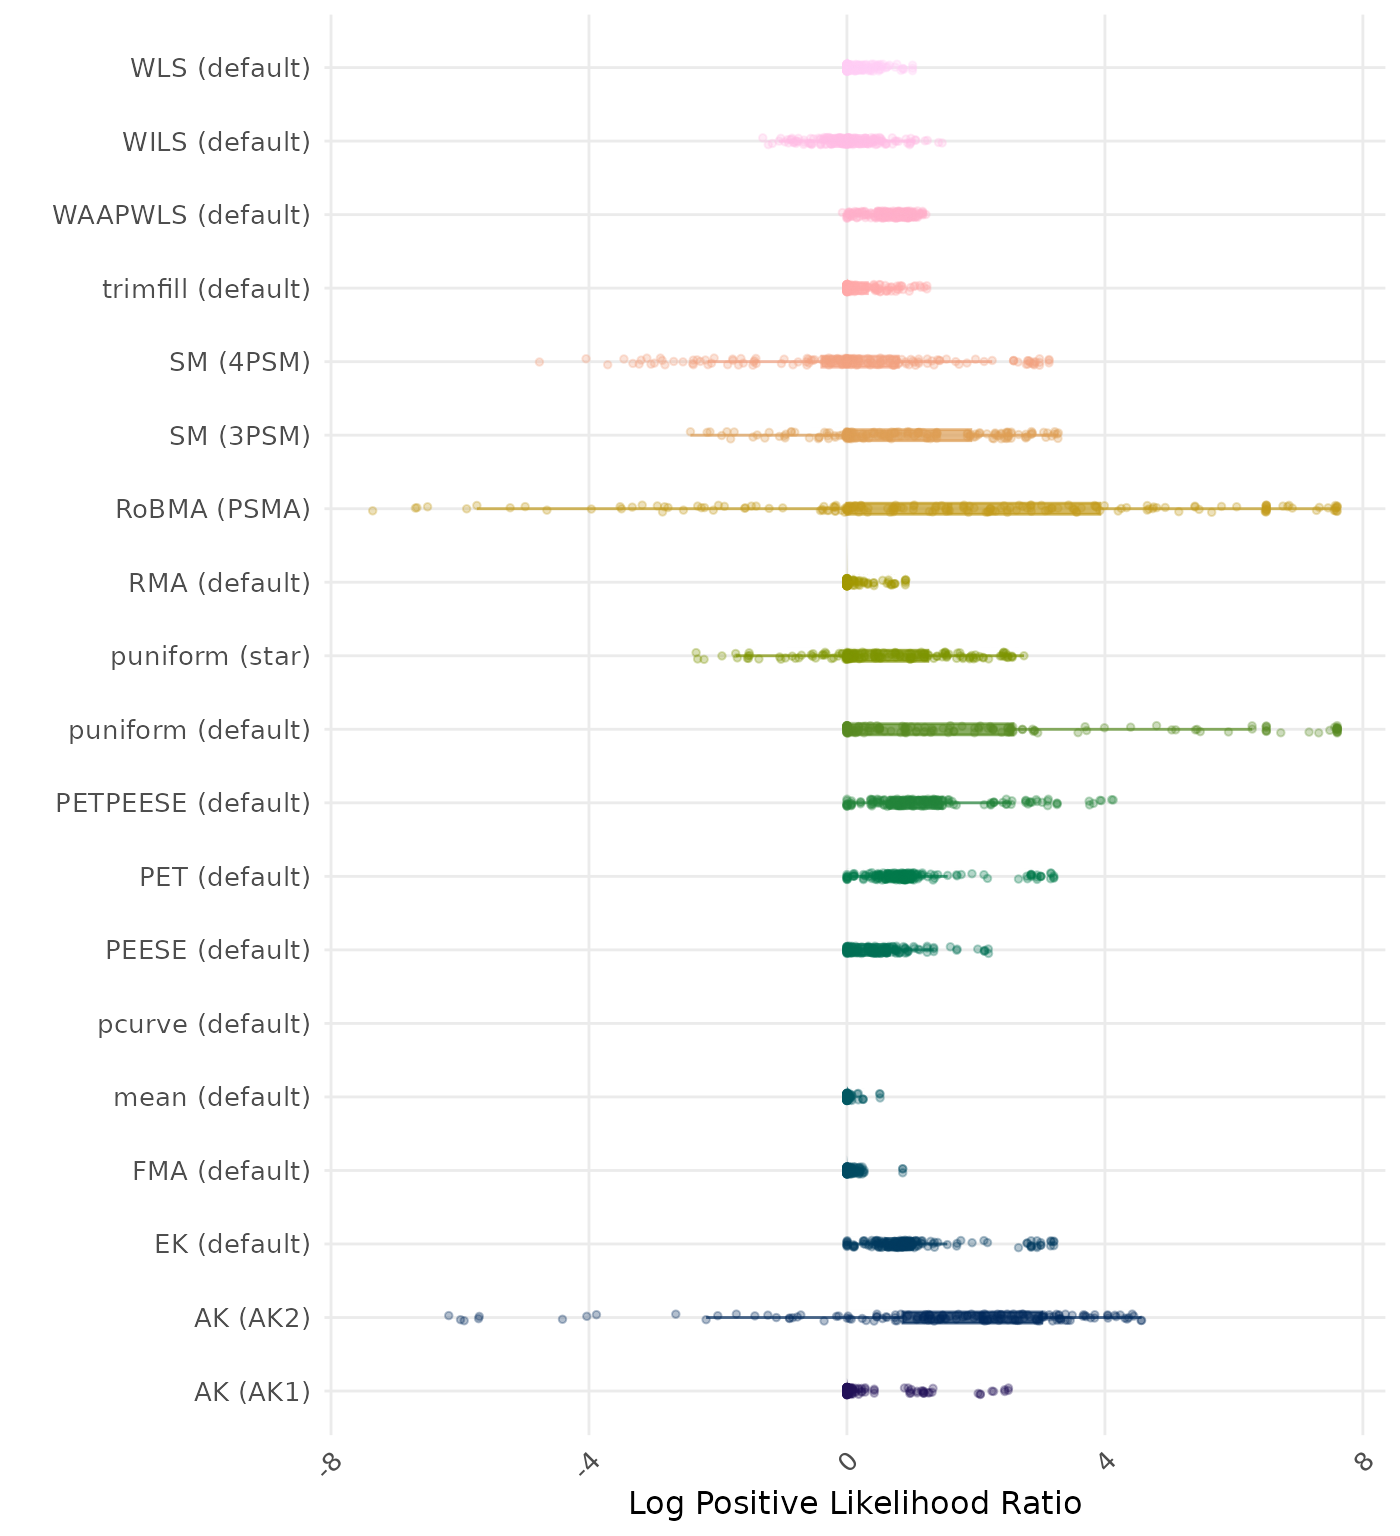 WLS (default)
WILS (default)
WAAPWLS (default)
trimfill (default)
SM (4PSM)
SM (3PSM)
RoBMA (PSMA)
RMA (default)
puniform (star)
puniform (default)
PETPEESE (default)
PET (default)
PEESE (default)
pcurve (default)
mean (default)
FMA (default)
EK (default)
AK (AK2)
AK (AK1)
-8 -4 0 4 8
Log Positive Likelihood Ratio